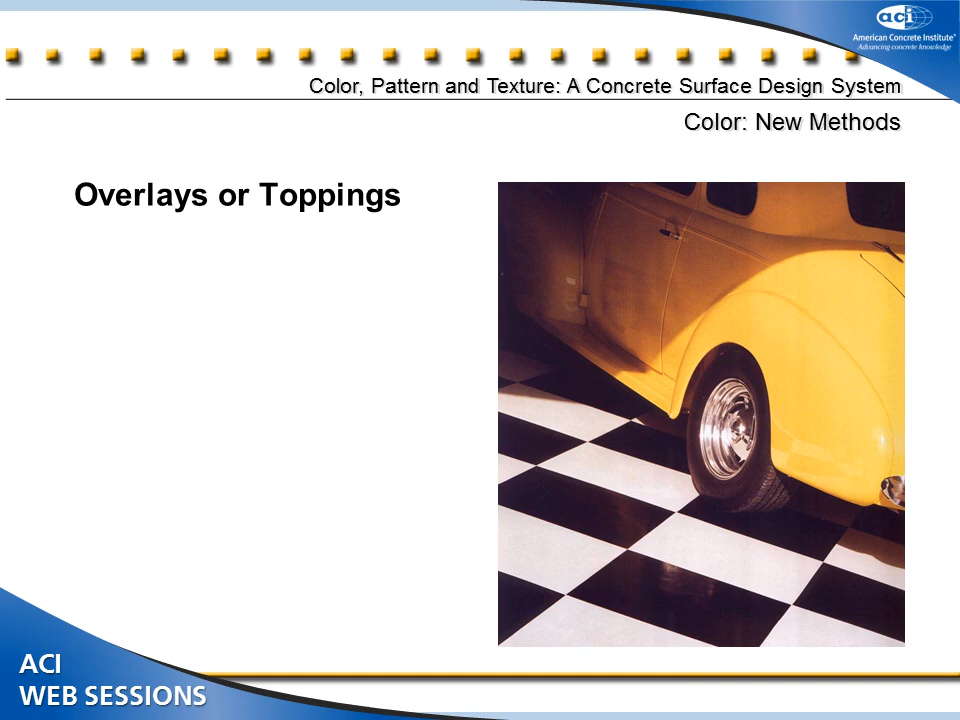 aci
American Concrete Institute®
Advancing concrete knowledge
Color, Pattern and Texture: A Concrete Surface Design System
Color: New Methods
Overlays or Toppings
ACI
WEB SESSIONS